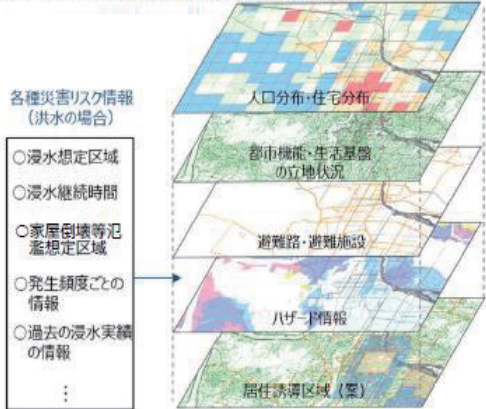 各種災害リスク情報
(洪水の場合)
○浸水想定区域
○浸水継続時間
○家屋倒壊等氾
濫想定区域
○発生頻度ごとの
情報
○過去の浸水実績
の情報
⋮
人口分布・住宅分布
都市機能・生活基盤
の立地状況
避難路・避難施設
ハザード情報
居住誘導区域(案)